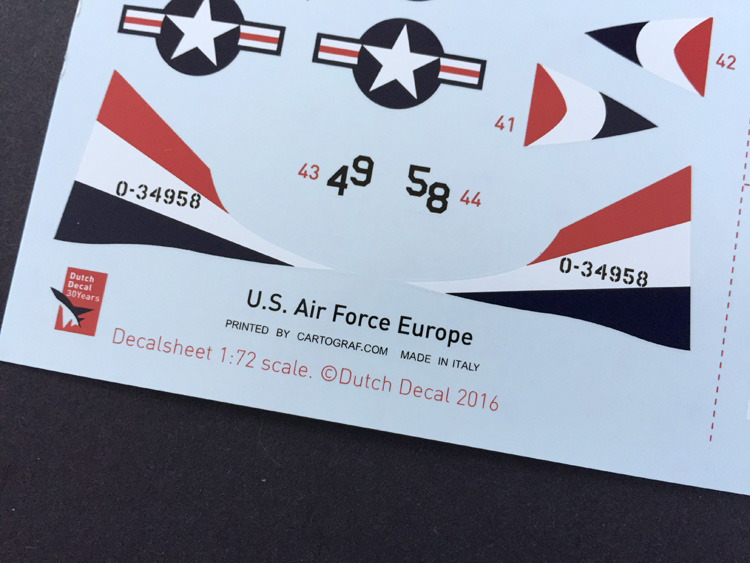 42
41
43
49
58
44
0-34958
0-34958
Dutch
Decal
30Years
U.S. Air Force Europe
PRINTED BY CARTOGRAF.COM MADE IN ITALY
Decalsheet 1:72 scale. ©Dutch Decal 2016